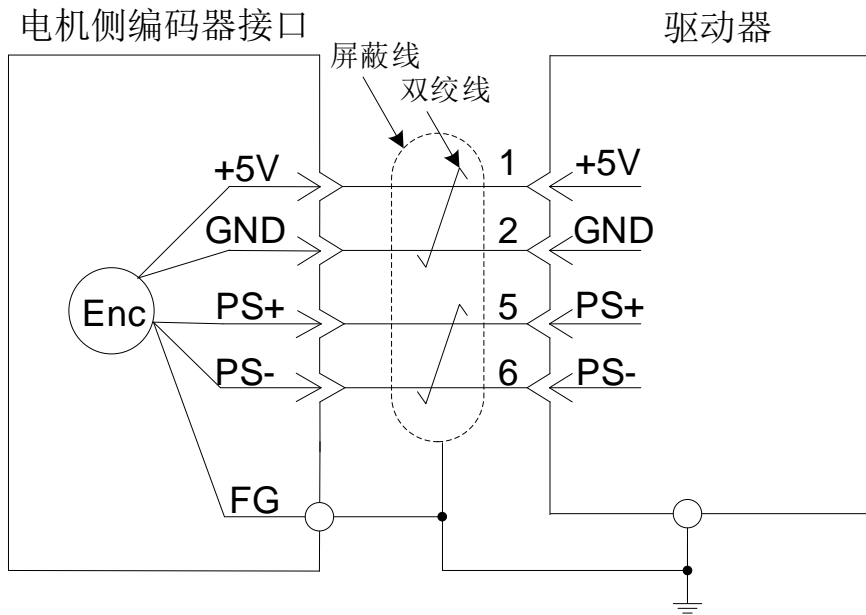 电机侧编码器接口
驱动器
屏蔽线
双绞线
+5V
1
+5V
GND
2
GND
Enc
PS+
5
PS+
PS-
6
PS-
FG